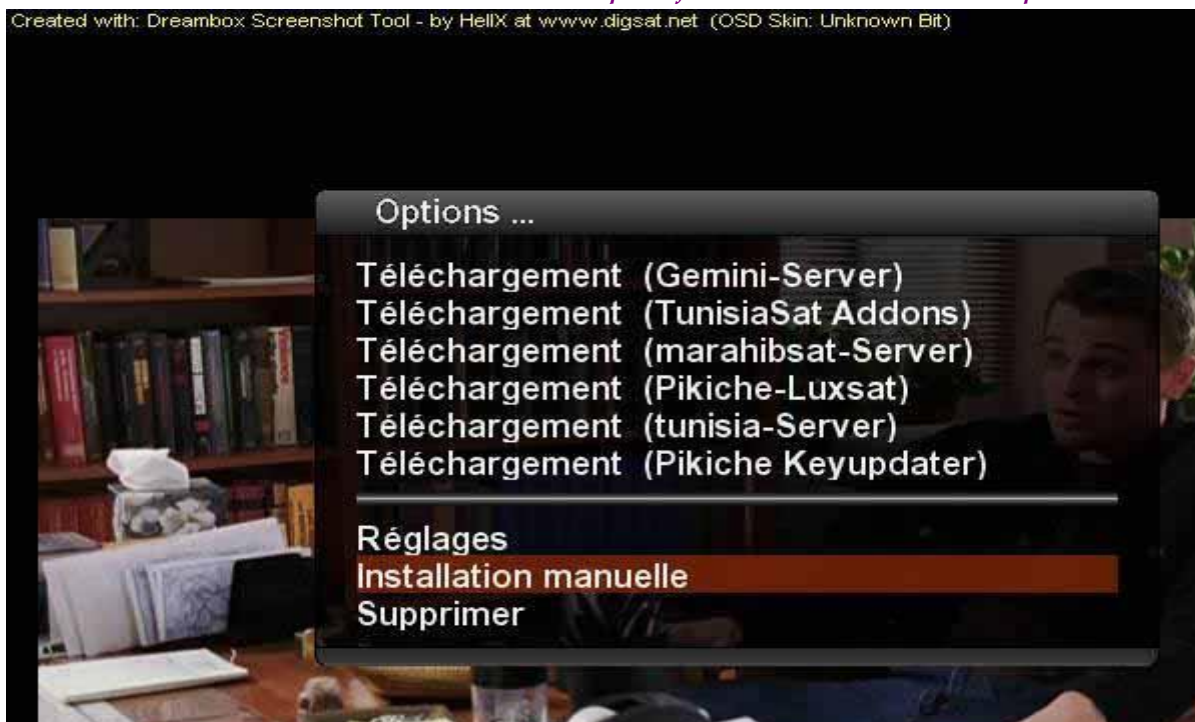 Created with: Dreambox Screenshot Tool - by HellX at wwww.digsat.net (OSD Skin: Unknown Bit)
Options ...
Téléchargement (Gemini-Server)
Téléchargement (TunisiaSat Addons)
Téléchargement (marahibsat-Server)
Téléchargement (Pikiche-Luxsat)
Téléchargement (tunisia-Server)
Téléchargement (Pikiche Keyupdater)
Réglages
Installation manuelle
Supprimer